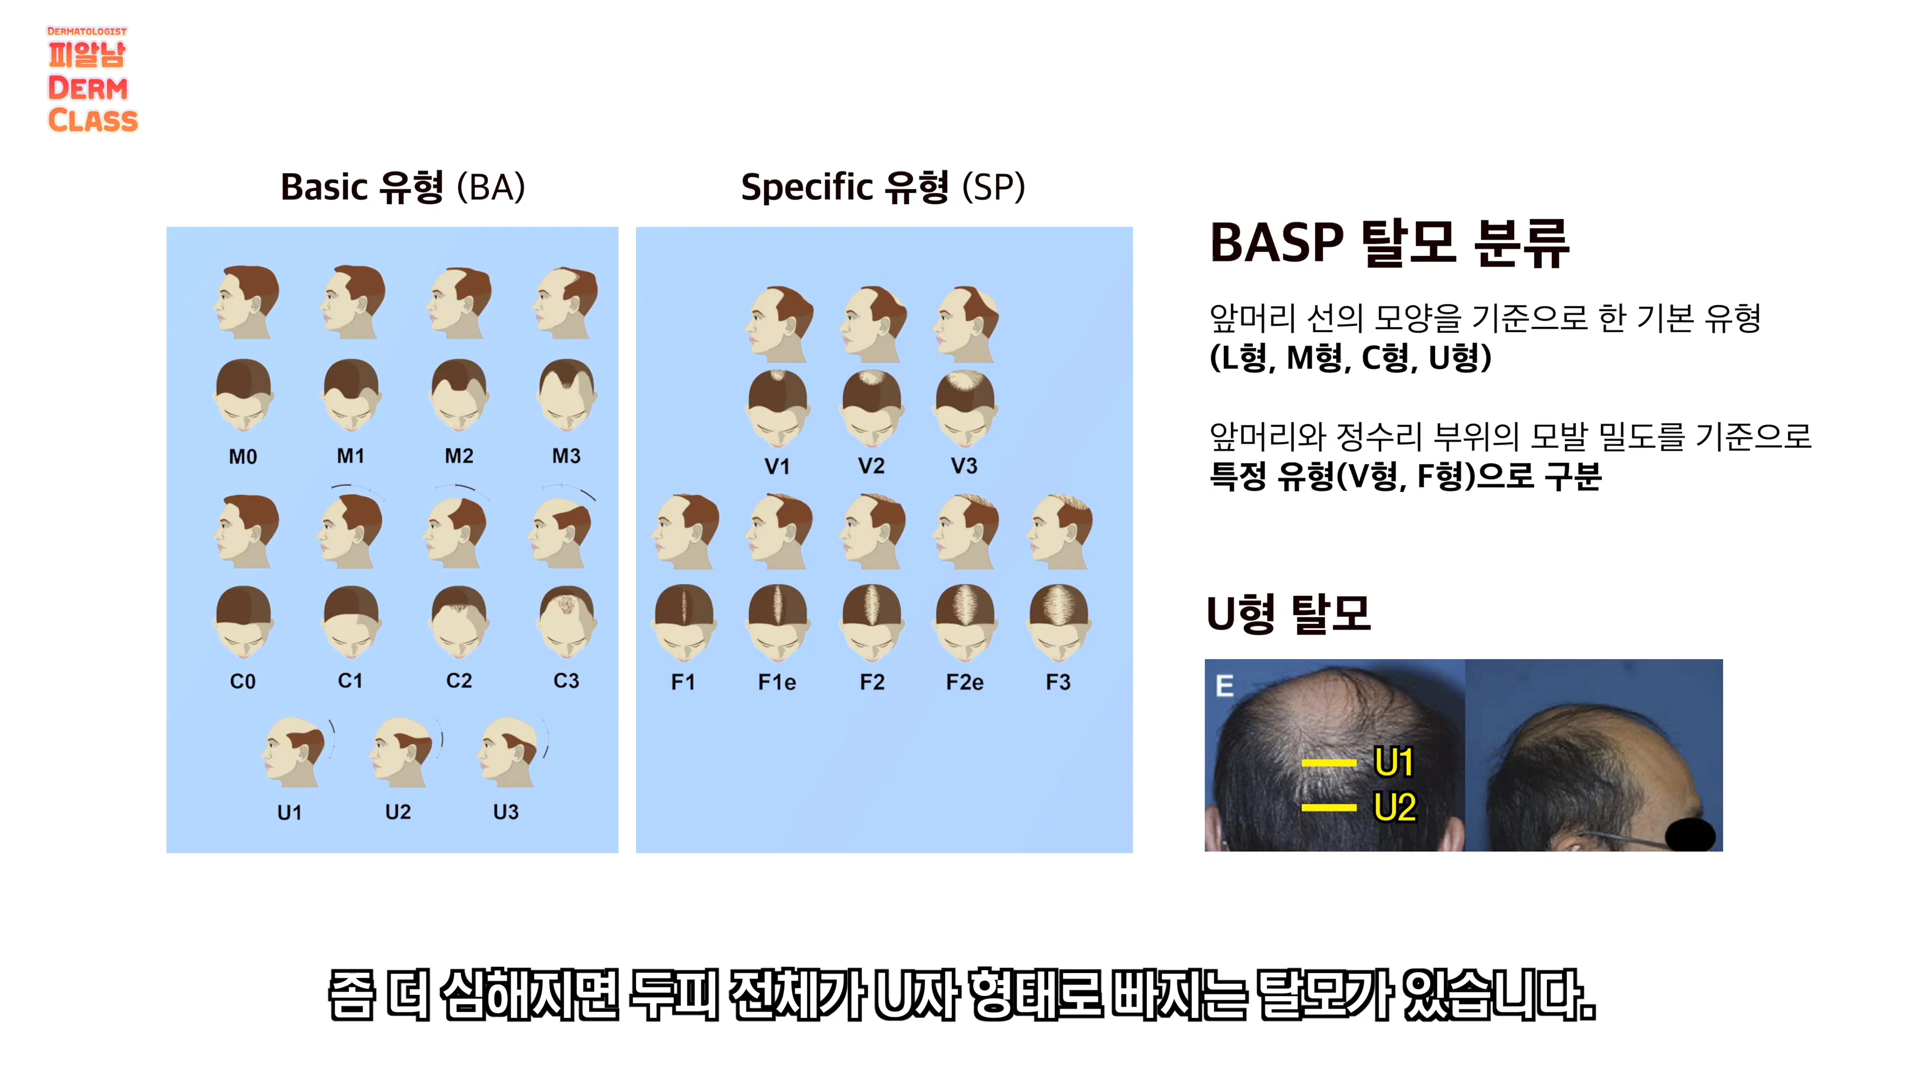 DERMATOLOGIST
피알남
DERM
CLASS
Basic 유형 (BA)
Specific 유형 (SP)
M0 M1 M2 M3
C0 C1 C2 C3
U1 U2 U3
V1 V2 V3
F1 F1e F2 F2e F3
BASP 탈모 분류
앞머리 선의 모양을 기준으로 한 기본 유형
(L형, M형, C형, U형)
앞머리와 정수리 부위의 모발 밀도를 기준으로
특정 유형(V형, F형)으로 구분
U형 탈모
E
U1
U2
좀 더 심해지면 두피 전체가 U자 형태로 빠지는 탈모가 있습니다.